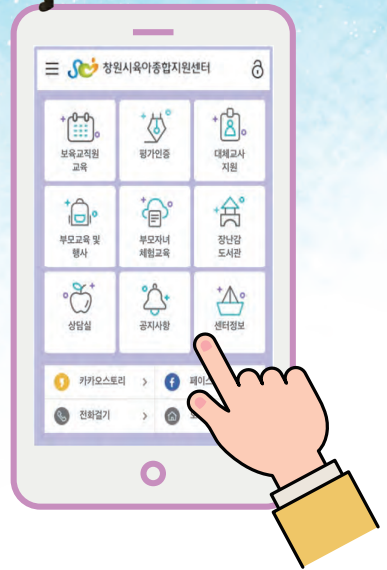 창원시육아종합지원센터
보육교직원
교육
평가인증
대체교사
지원
부모교육 및
행사
부모자녀
체험교육
장난감
도서관
상담실
공지사항
센터정보
카카오스토리 >
전화걸기 >